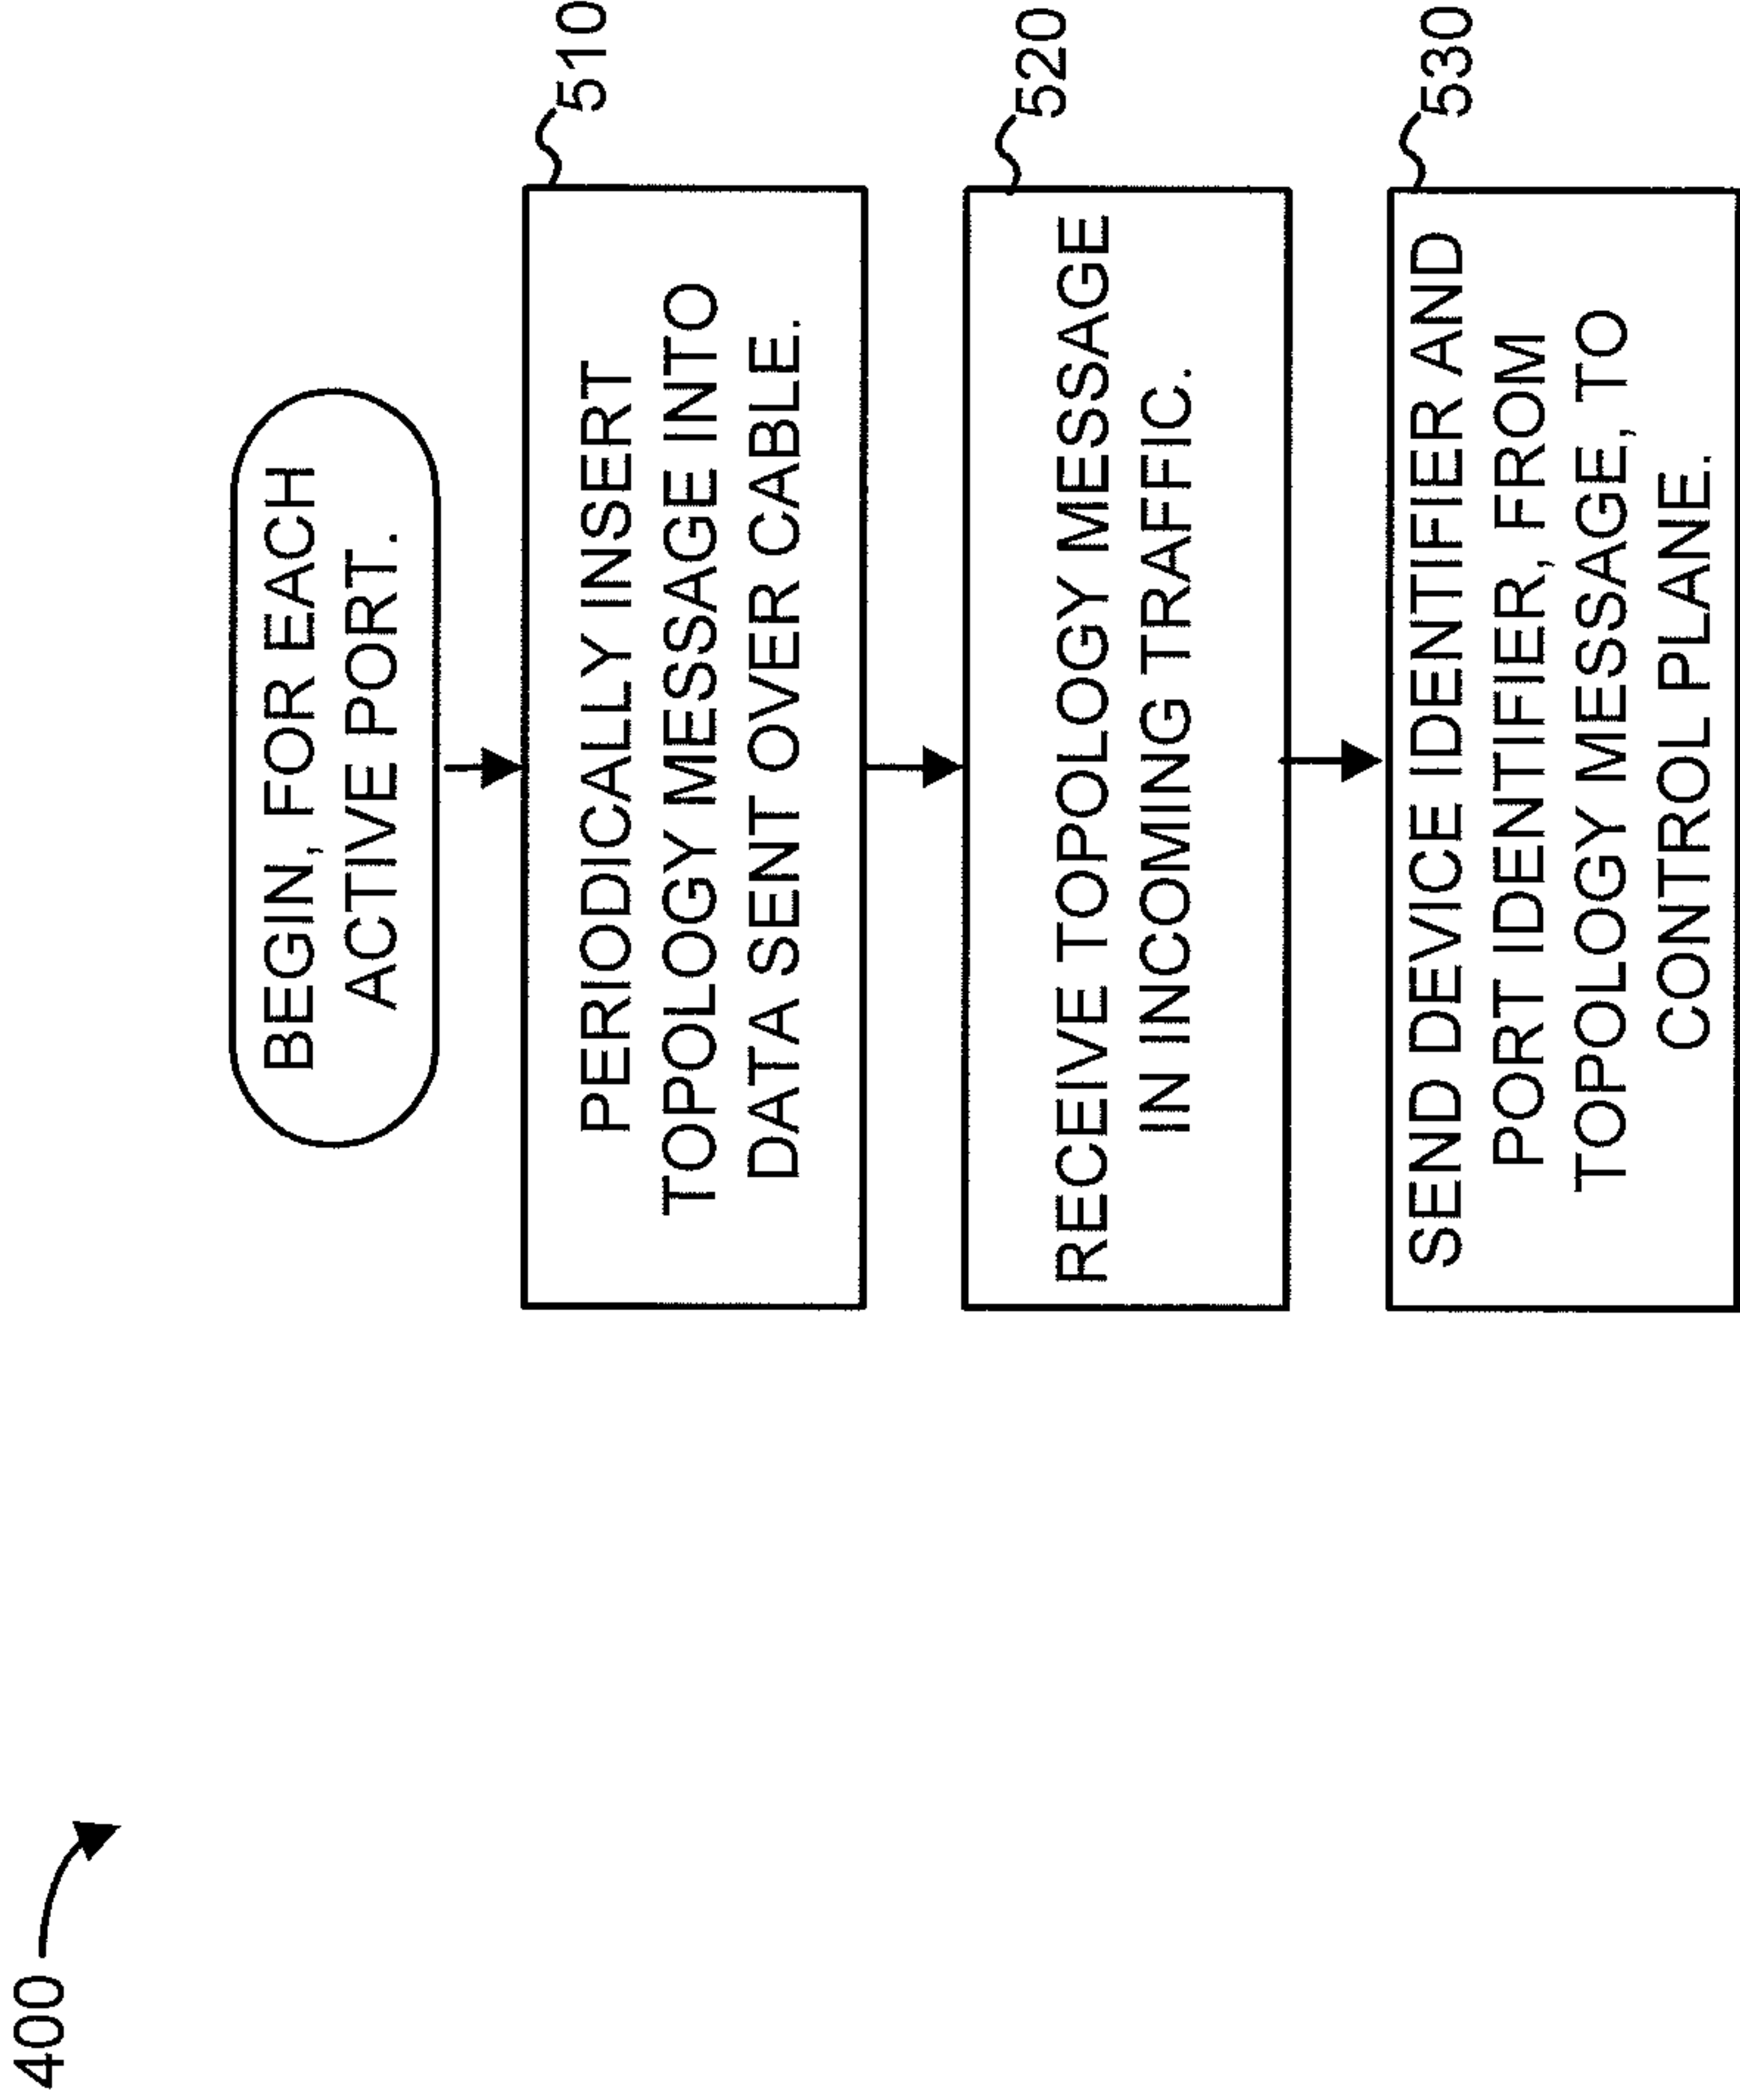 400
BEGIN, FOR EACH
ACTIVE PORT.
510
PERIODICALLY INSERT
TOPOLOGY MESSAGE INTO
DATA SENT OVER CABLE.
520
RECEIVE TOPOLOGY MESSAGE
IN INCOMING TRAFFIC.
530
SEND DEVICE IDENTIFIER AND
PORT IDENTIFIER, FROM
TOPOLOGY MESSAGE, TO
CONTROL PLANE.